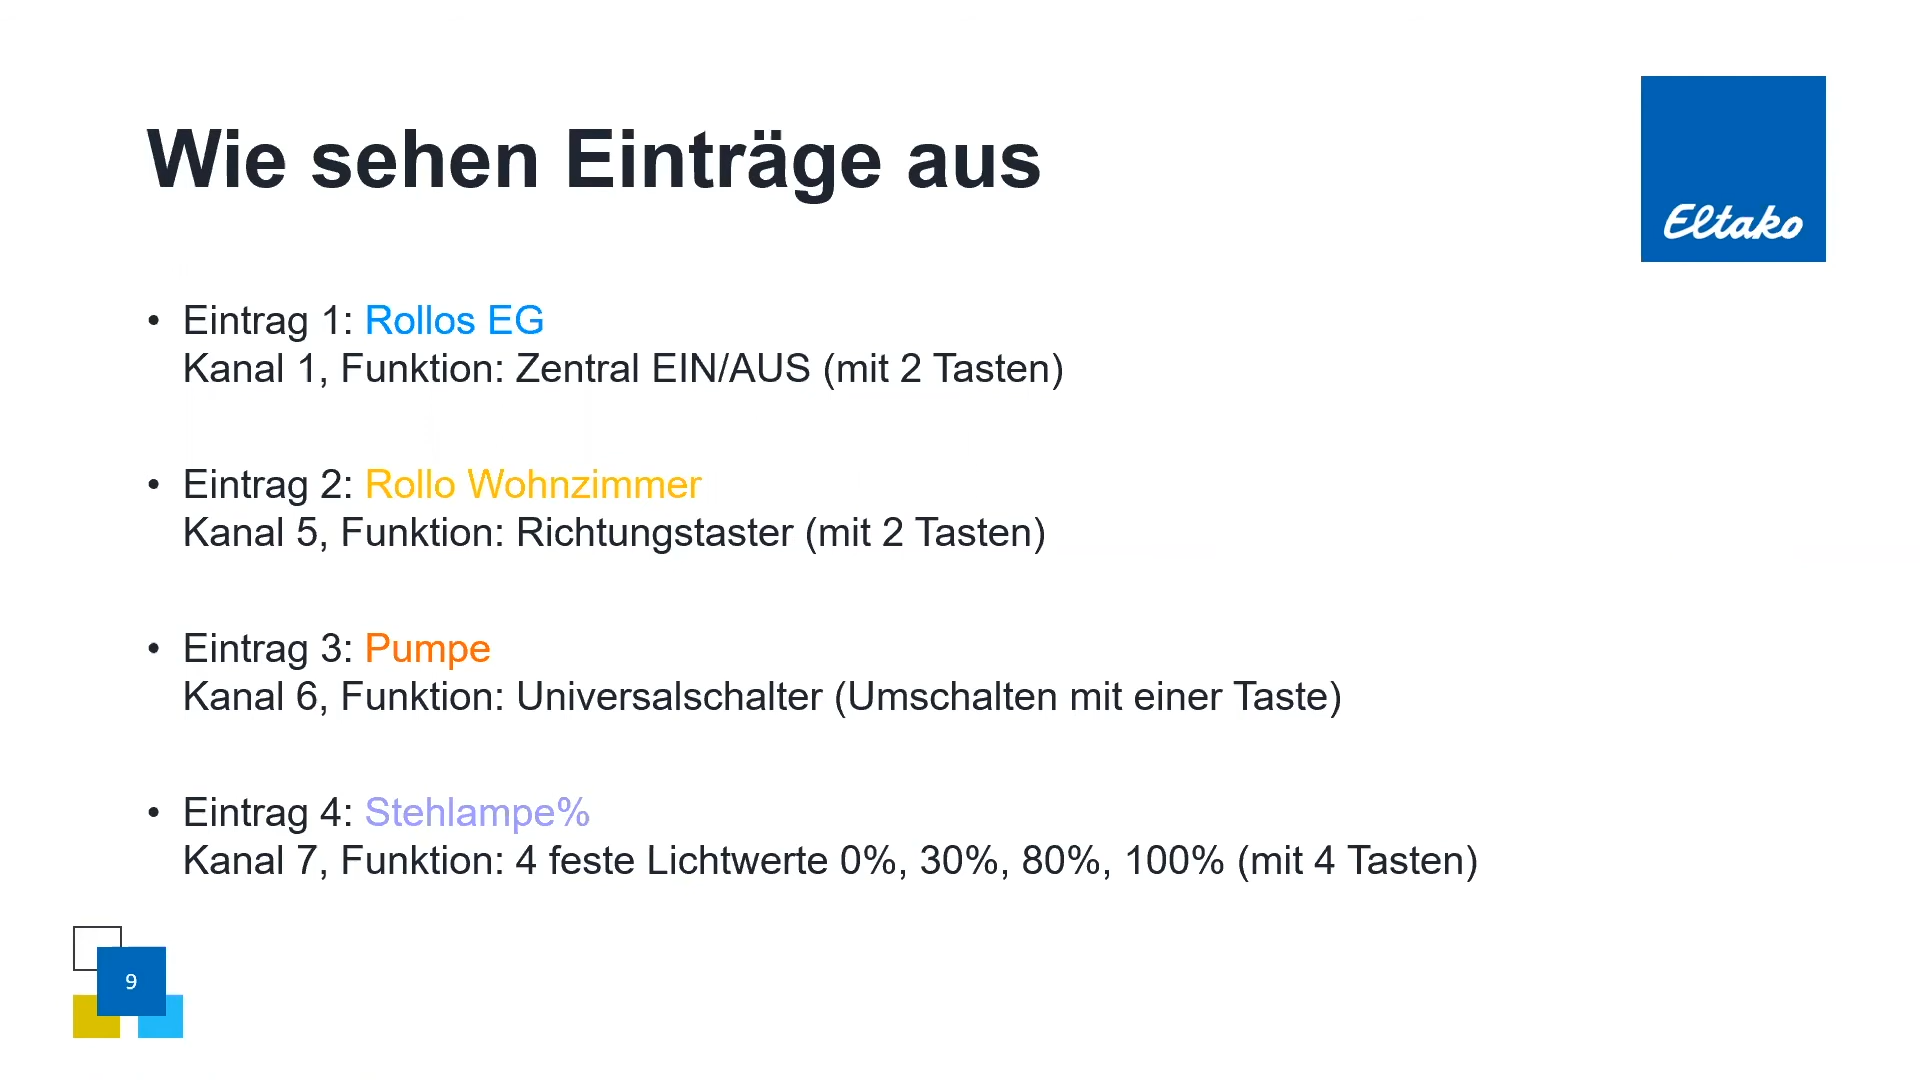 Wie sehen Einträge aus
Eltako
• Eintrag 1: Rollos EG
Kanal 1, Funktion: Zentral EIN/AUS (mit 2 Tasten)
• Eintrag 2: Rollo Wohnzimmer
Kanal 5, Funktion: Richtungstaster (mit 2 Tasten)
• Eintrag 3: Pumpe
Kanal 6, Funktion: Universalschalter (Umschalten mit einer Taste)
• Eintrag 4: Stehlampe%
Kanal 7, Funktion: 4 feste Lichtwerte 0%, 30%, 80%, 100% (mit 4 Tasten)
9